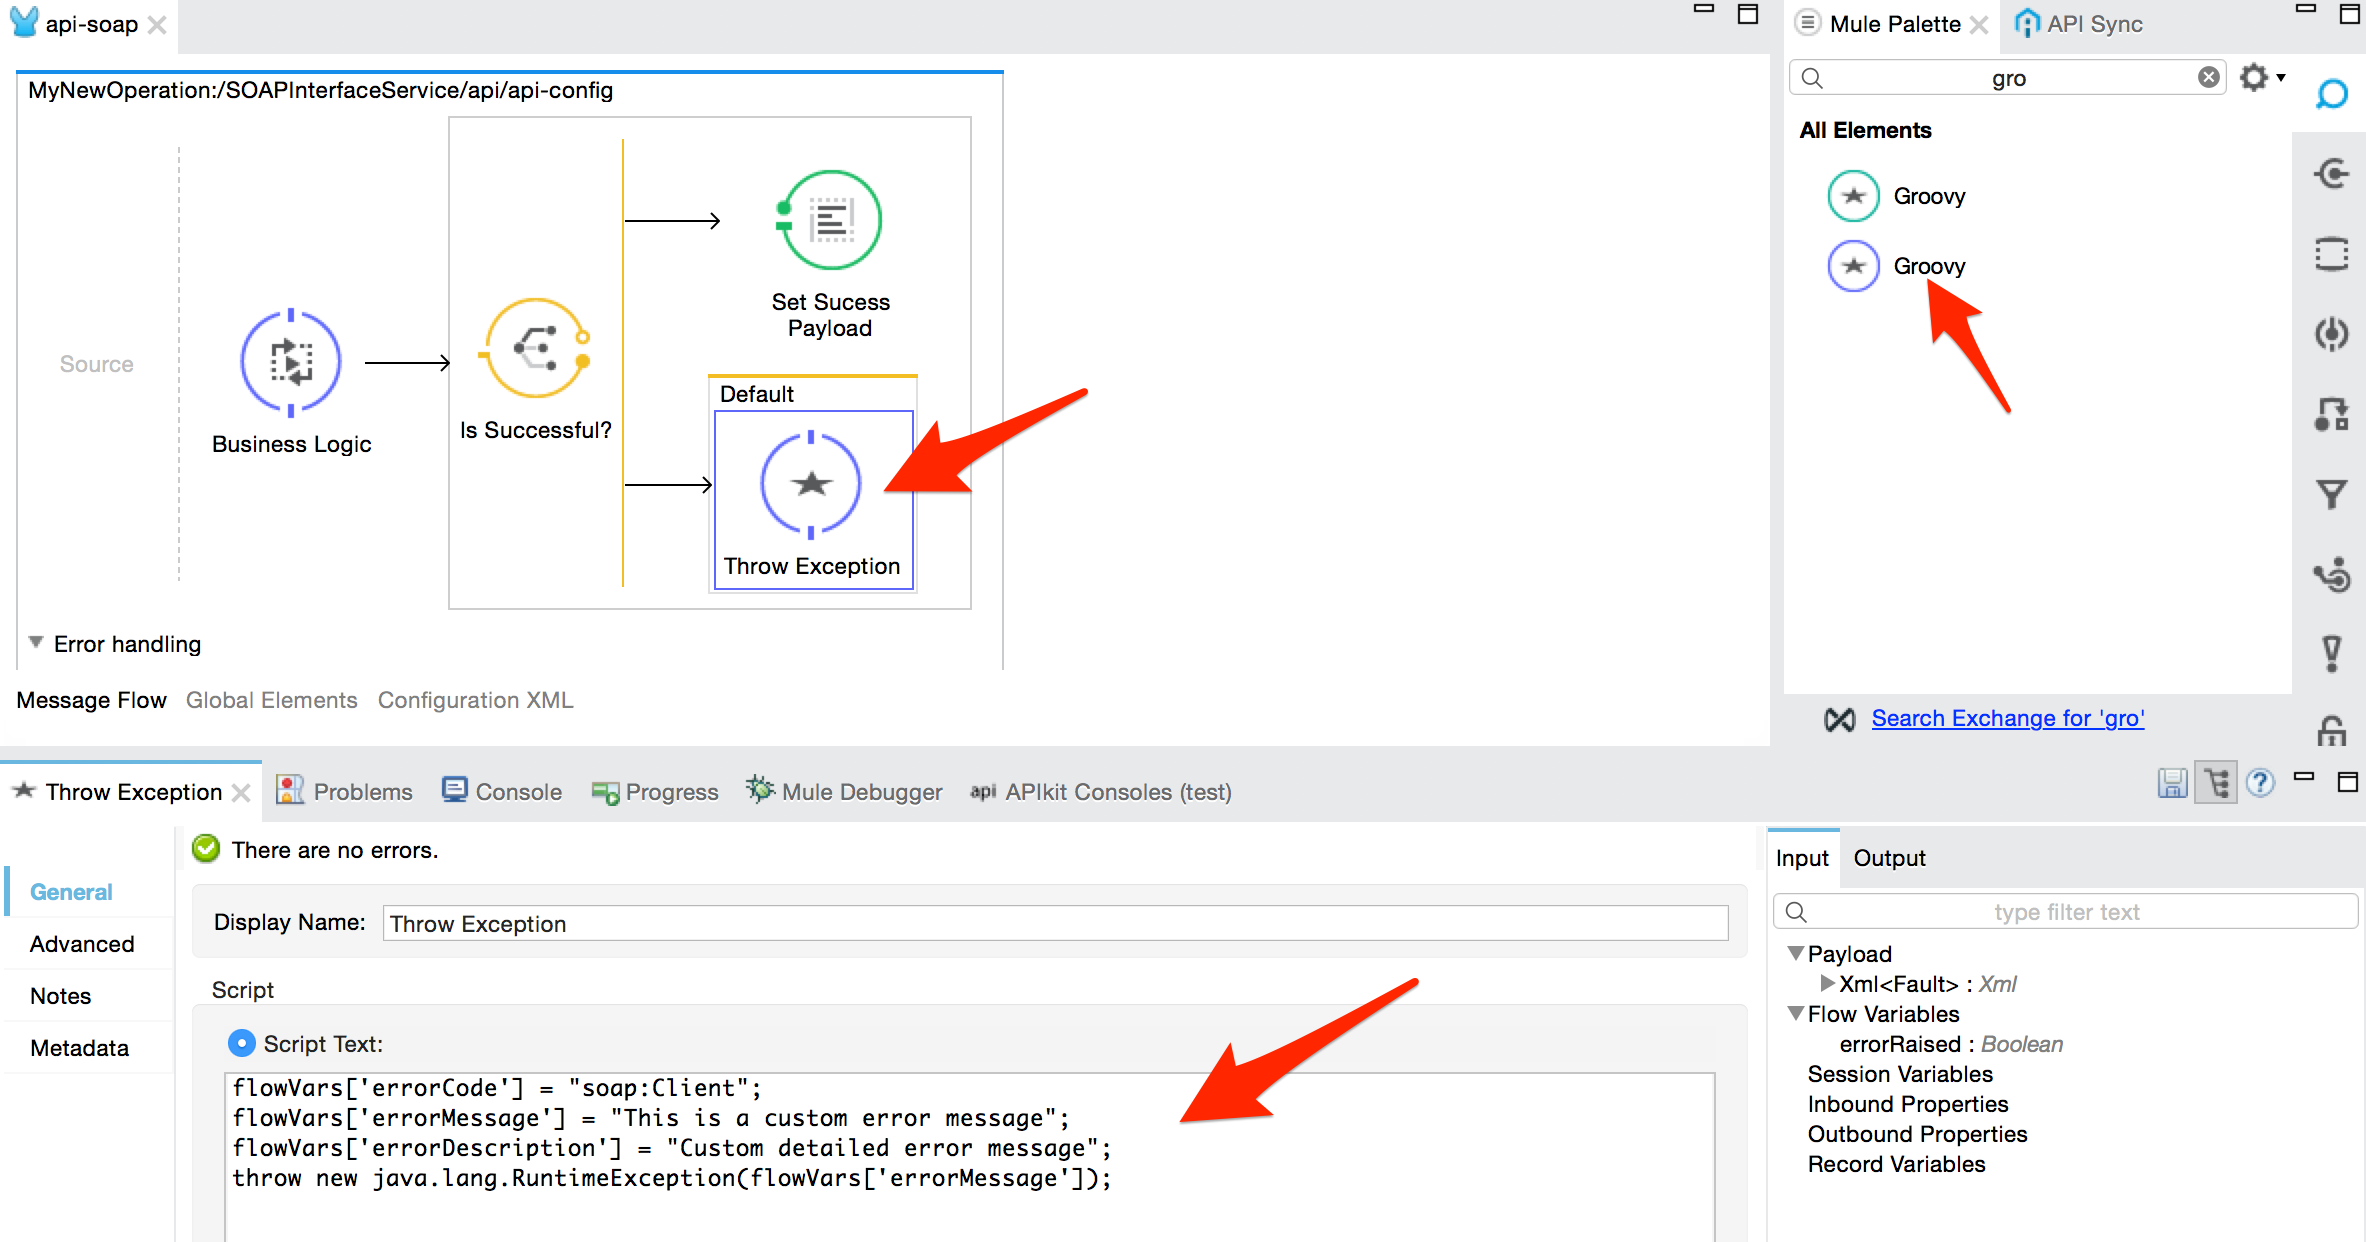 api-soap
Mule Palette
API Sync
MyNewOperation:/SOAPInterfaceService/api/api-config
gro
All Elements
Groovy
Groovy
Source
Business Logic
Is Successful?
Set Sucess
Payload
Default
Throw Exception
Error handling
Message Flow Global Elements Configuration XML
Search Exchange for 'gro'
Throw Exception Problems Console Progress Mule Debugger api APIkit Consoles (test)
There are no errors.
General
Advanced
Notes
Metadata
Display Name: Throw Exception
Script
Script Text:
flowVars['errorCode'] = "soap:Client";
flowVars['errorMessage'] = "This is a custom error message";
flowVars['errorDescription'] = "Custom detailed error message";
throw new java.lang.RuntimeException(flowVars['errorMessage']);
Input Output
type filter text
Payload
Xml<Fault> : Xml
Flow Variables
errorRaised : Boolean
Session Variables
Inbound Properties
Outbound Properties
Record Variables